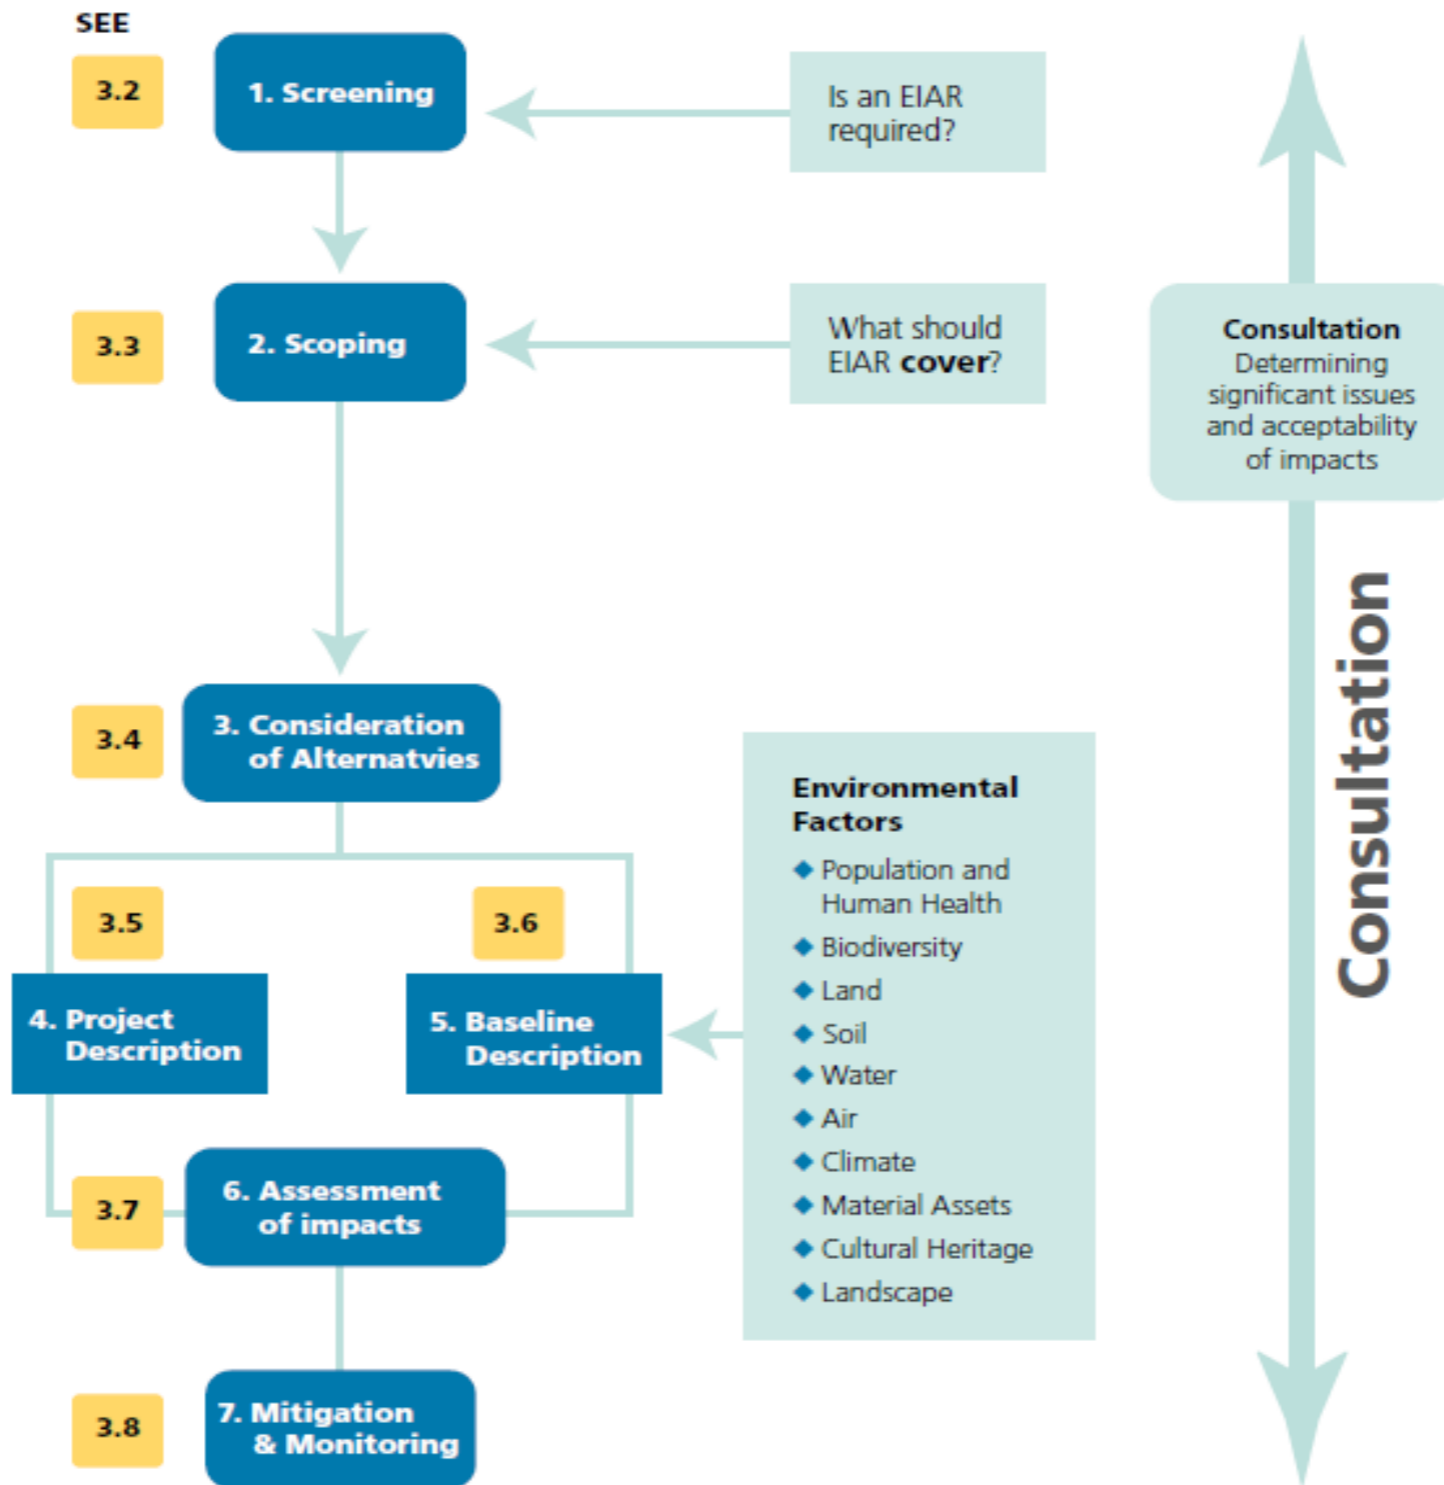 SEE
3.2
1. Screening
Is an EIAR
required?
3.3
2. Scoping
What should
EIAR cover?
Consultation
Determining
significant issues
and acceptability
of impacts
Consultation
3.4
3. Consideration
of Alternatvies
3.5
3.6
4. Project
Description
5. Baseline
Description
Environmental
Factors
◆ Population and
Human Health
◆ Biodiversity
◆ Land
◆ Soil
◆ Water
◆ Air
◆ Climate
◆ Material Assets
◆ Cultural Heritage
◆ Landscape
3.7
6. Assessment
of impacts
3.8
7. Mitigation
& Monitoring